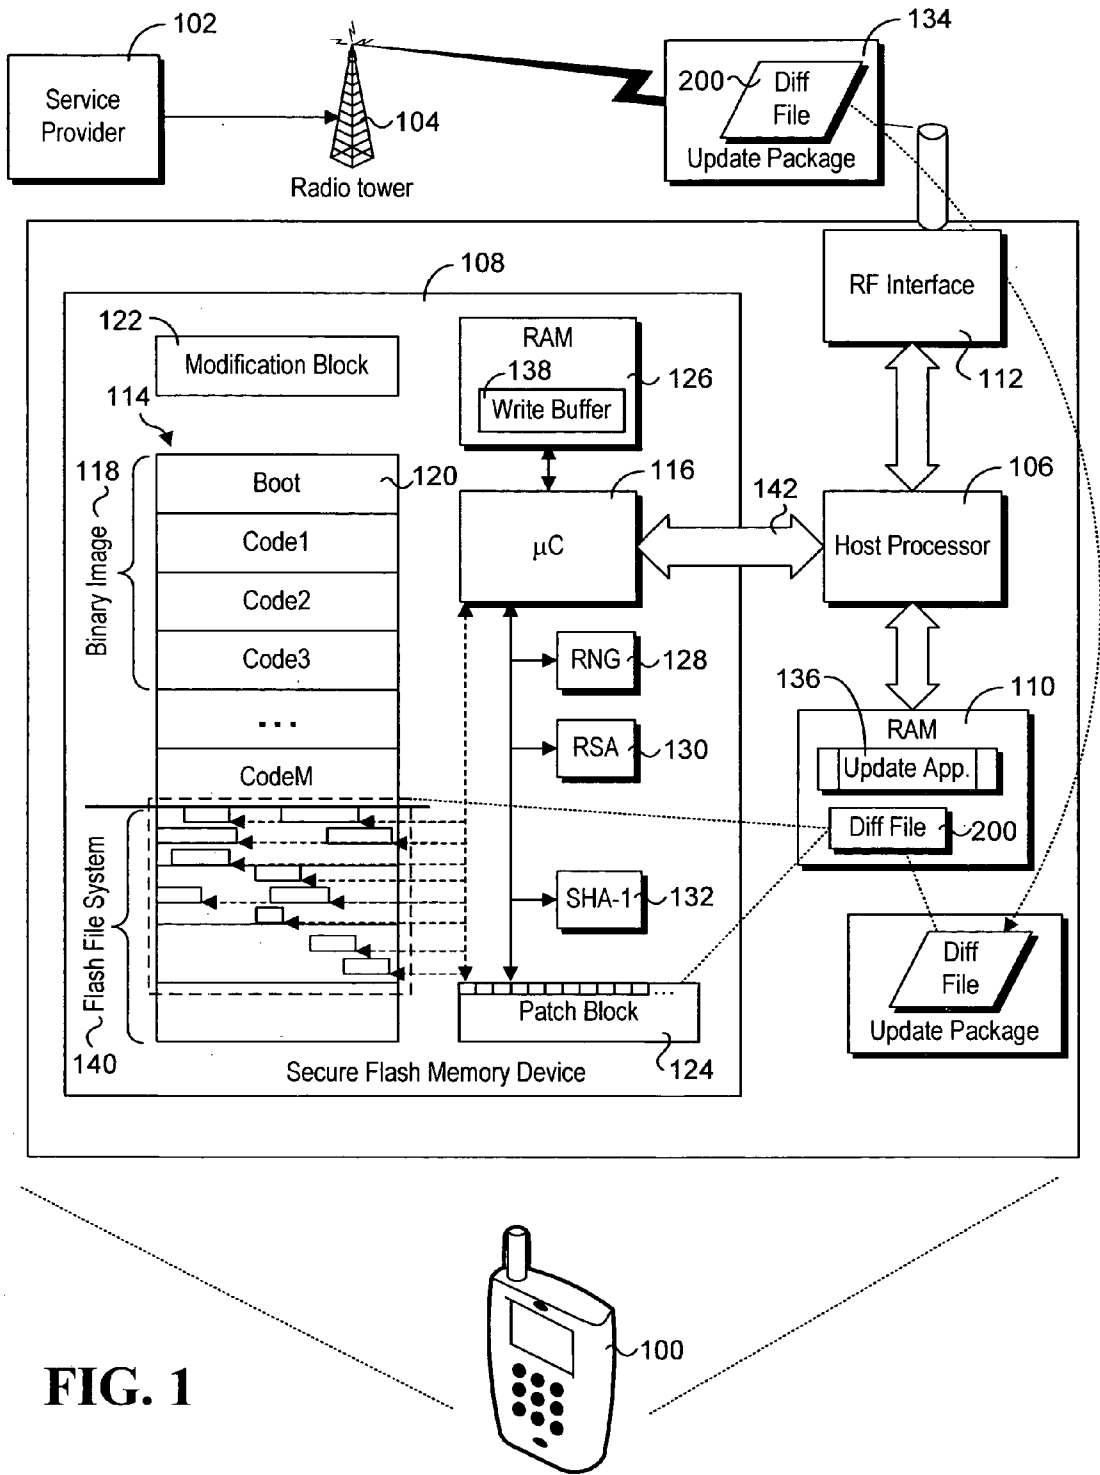 102
Service
Provider
104
Radio tower
134
200
Diff
File
Update Package
108
RF Interface
112
122
Modification Block
RAM
138
Write Buffer
126
114
118
Binary Image
Boot
120
Code1
Code2
Code3
...
CodeM
116
μC
142
106
Host Processor
RNG
128
RSA
130
SHA-1
132
136
110
RAM
Update App.
Diff File
200
Flash File System
140
...
Patch Block
124
Secure Flash Memory Device
Diff
File
Update Package
100
FIG. 1